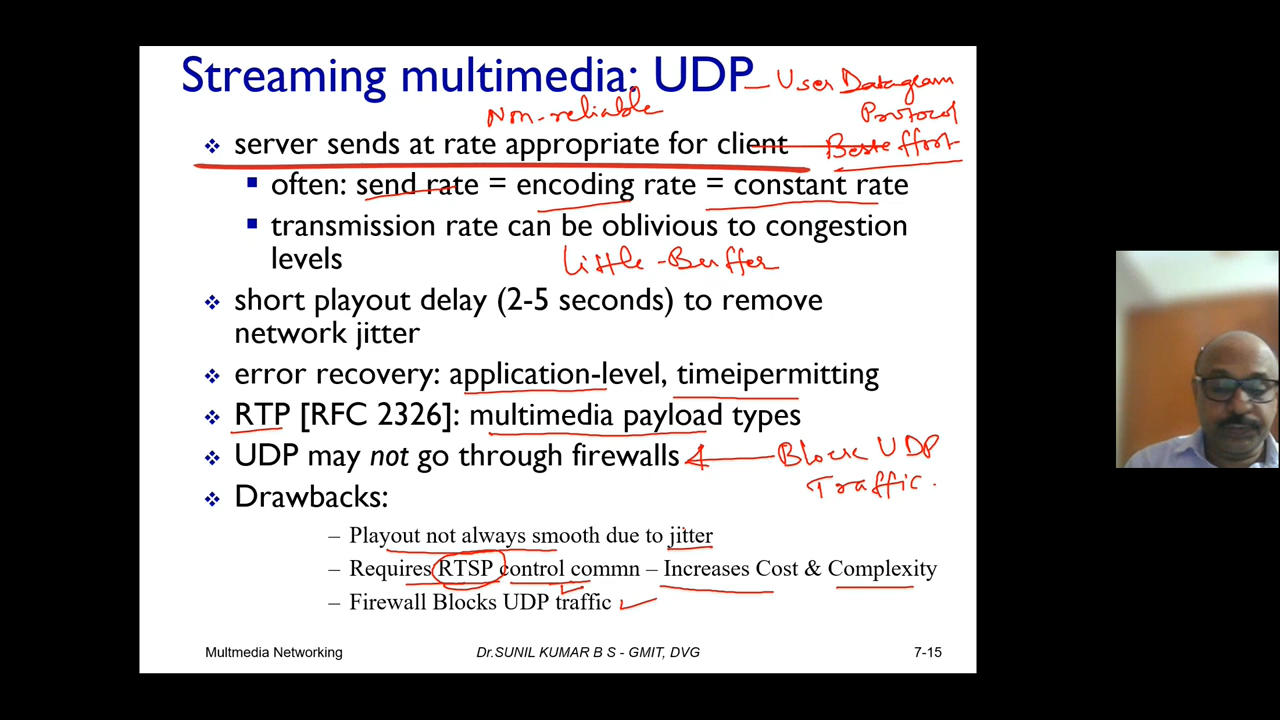 Streaming multimedia: UDP – User Datagram
Protocol
Non-reliable
❖ server sends at rate appropriate for client Best effort
▪ often: send rate = encoding rate = constant rate
▪ transmission rate can be oblivious to congestion
levels
Little-Buffer
❖ short playout delay (2-5 seconds) to remove
network jitter
❖ error recovery: application-level, timeipermitting
❖ RTP [RFC 2326]: multimedia payload types
❖ UDP may not go through firewalls Block UDP
Traffic.
❖ Drawbacks:
– Playout not always smooth due to jitter
– Requires RTSP control commn – Increases Cost & Complexity
– Firewall Blocks UDP traffic
Multmedia Networking Dr.SUNIL KUMAR B S - GMIT, DVG 7-15